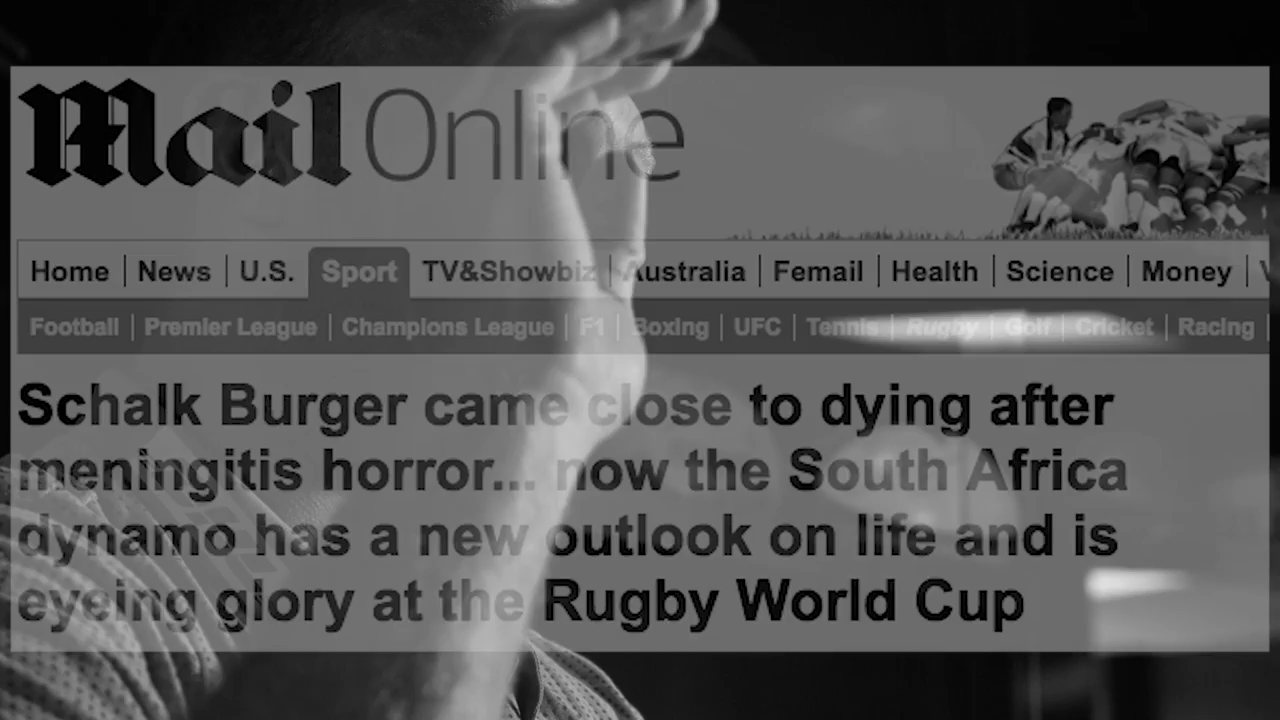 Mail Online
Home News U.S. Sport TV&Showbiz Australia Femail Health Science Money
Football Premier League Champions League F1 Boxing UFC Tennis Rugby Golf Cricket Racing
Schalk Burger came close to dying after
meningitis horror... now the South Africa
dynamo has a new outlook on life and is
eyeing glory at the Rugby World Cup